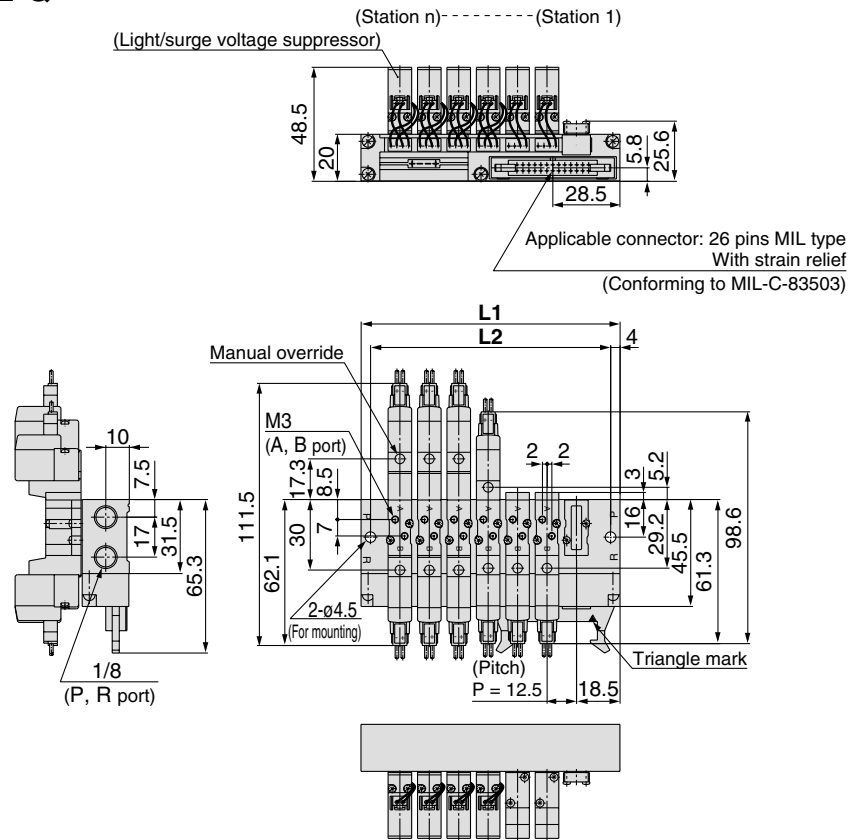 (Station n)- - - - - - - - -(Station 1)
(Light/surge voltage suppressor)
48.5
20
5.8
25.6
28.5
Applicable connector: 26 pins MIL type
With strain relief
(Conforming to MIL-C-83503)
L1
L2
4
Manual override
M3
(A, B port)
10
7.5
17
31.5
65.3
1/8
(P, R port)
111.5
62.1
17.3
8.5
30
7
2-ø4.5
(For mounting)
2
2
3
5.2
16
29.2
45.5
61.3
98.6
A
A
A
A
A
A
B
B
B
B
B
B
P
R
R
(Pitch)
P = 12.5
18.5
Triangle mark